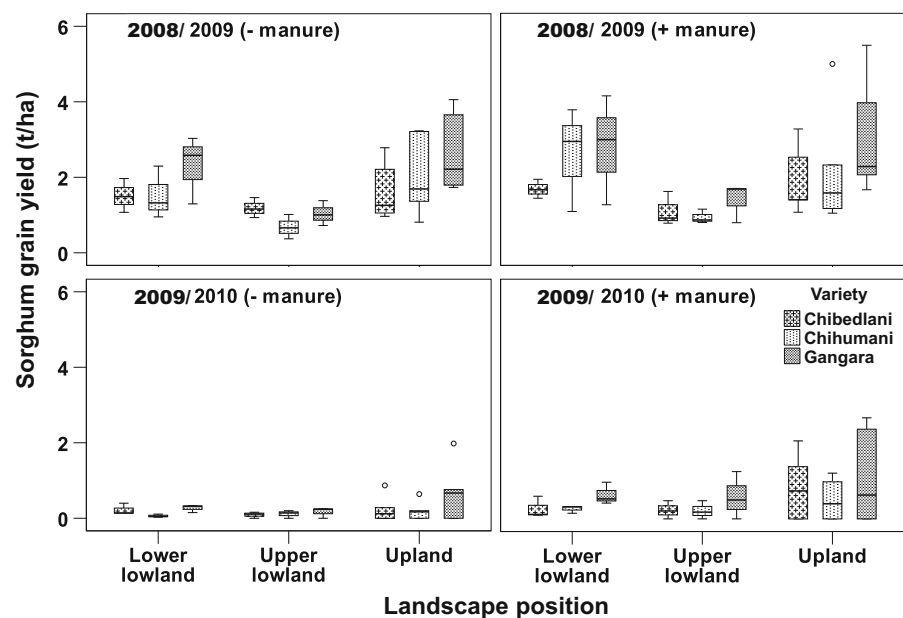 Sorghum grain yield (t/ha)
2008/ 2009 (- manure)
6
4
2
0
2008/ 2009 (+ manure)
2009/ 2010 (- manure)
6
4
2
0
2009/ 2010 (+ manure)
Variety
Chibedlani
Chihumani
Gangara
Lower
lowland
Upper
lowland
Upland
Lower
lowland
Upper
lowland
Upland
Landscape position